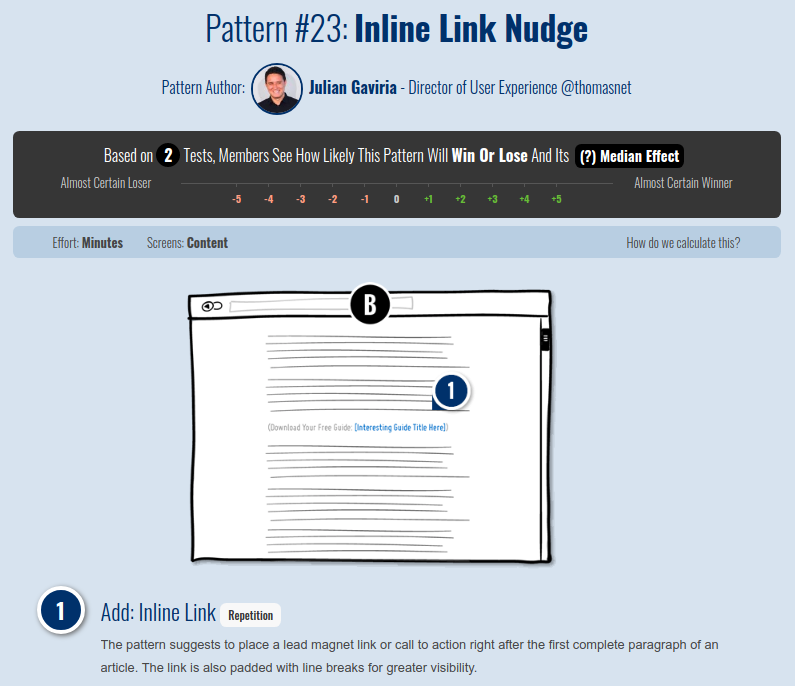 Pattern #23: Inline Link Nudge
Pattern Author: Julian Gaviria - Director of User Experience @thomasnet
Based on 2 Tests, Members See How Likely This Pattern Will Win Or Lose And Its (?) Median Effect
Almost Certain Loser -5 -4 -3 -2 -1 0 +1 +2 +3 +4 +5 Almost Certain Winner
Effort: Minutes Screens: Content How do we calculate this?
B
1
(Download Your Free Guide: [Interesting Guide Title Here])
1 Add: Inline Link Repetition
The pattern suggests to place a lead magnet link or call to action right after the first complete paragraph of an
article. The link is also padded with line breaks for greater visibility.